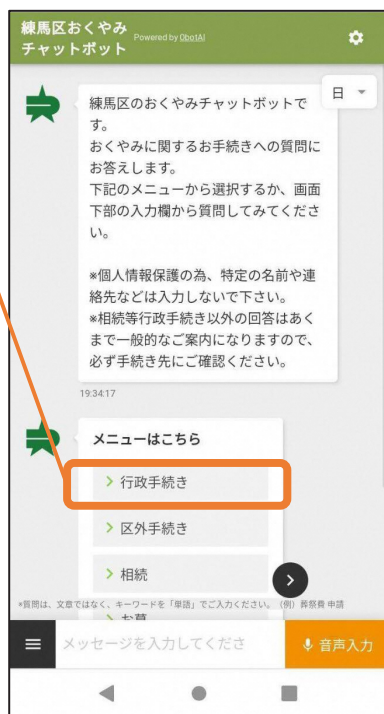 練馬区おくやみ
チャットボット Powered by ObotAI
日
練馬区のおくやみチャットボットで
す。
おくやみに関するお手続きへの質問に
お答えします。
下記のメニューから選択するか、画面
下部の入力欄から質問してみてくださ
い。
*個人情報保護の為、特定の名前や連
絡先などは入力しないで下さい。
*相続等行政手続き以外の回答はあく
まで一般的なご案内になりますので、
必ず手続き先にご確認ください。
19:34:17
メニューはこちら
行政手続き
区外手続き
相続
*質問は、文章ではなく、キーワードを「単語」でご入力ください。(例) 葬祭費 申請
お墓
メッセージを入力してくださ
音声入力